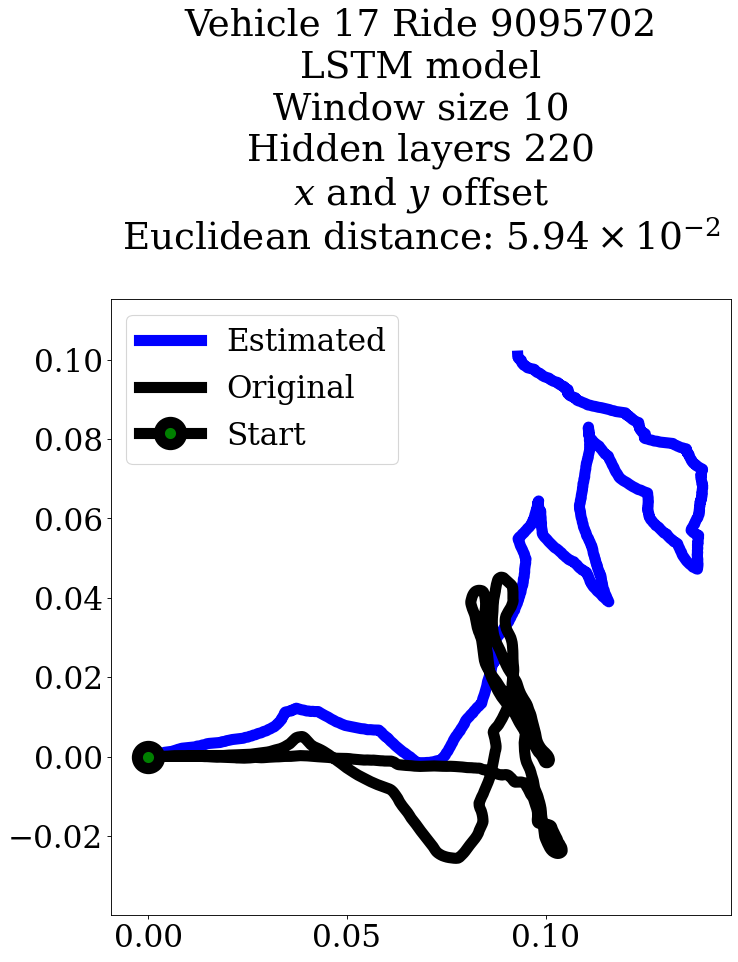 Vehicle 17 Ride 9095702
LSTM model
Window size 10
Hidden layers 220
x and y offset
Euclidean distance: 5.94 × 10⁻²
Estimated
Original
Start
0.10
0.08
0.06
0.04
0.02
0.00
−0.02
0.00 0.05 0.10